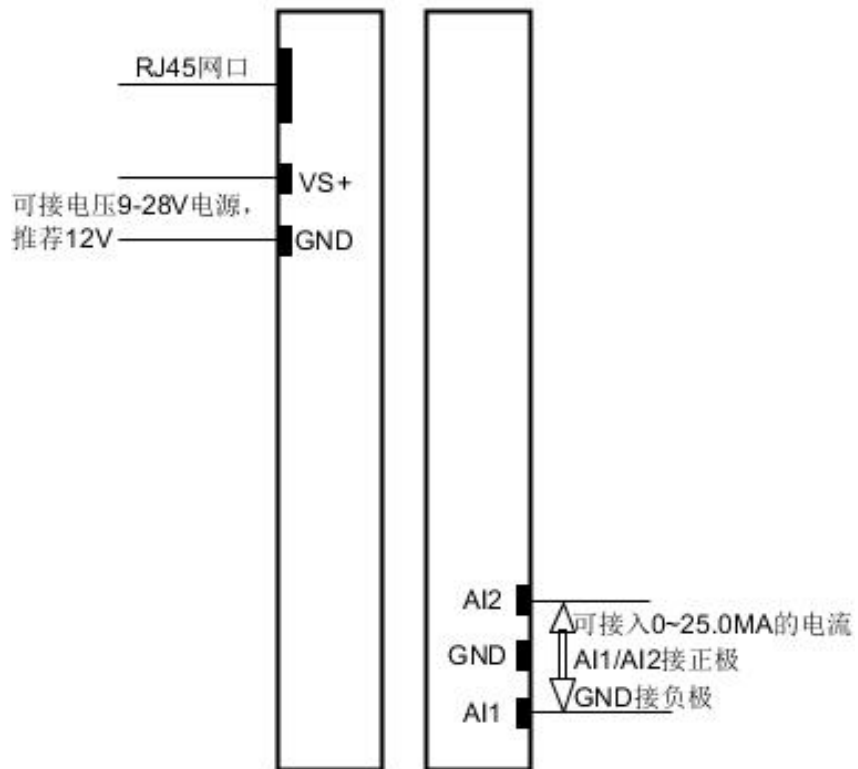 RJ45网口
VS+
可接电压9-28V电源，
推荐12V
GND
AI2
可接入0~25.0MA的电流
GND
AI1/AI2接正极
GND接负极
AI1